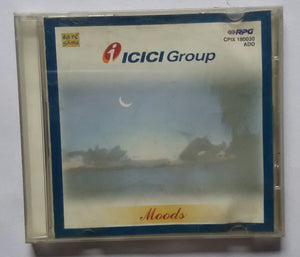 RPG
CPIX 180030
ADD
ICICI Group
Moods